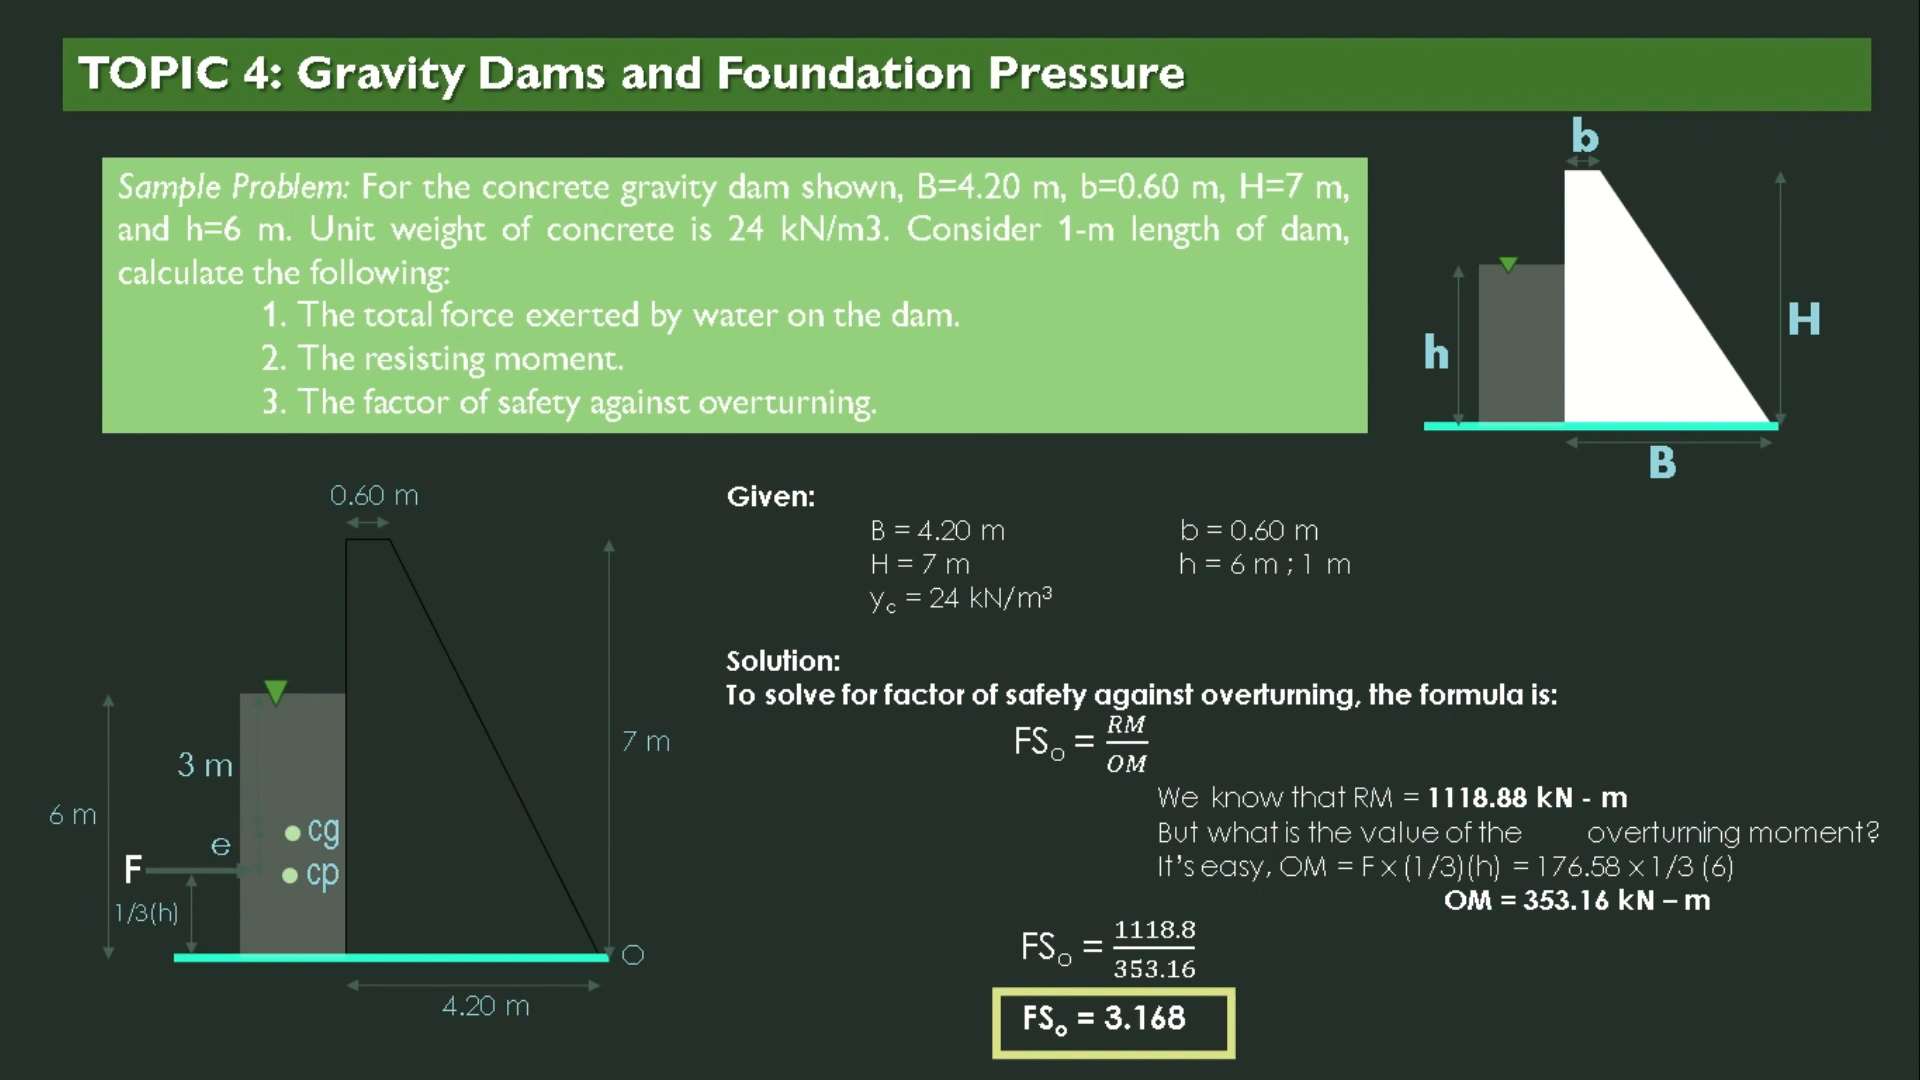 TOPIC 4: Gravity Dams and Foundation Pressure
b
Sample Problem: For the concrete gravity dam shown, B=4.20 m, b=0.60 m, H=7 m,
and h=6 m. Unit weight of concrete is 24 kN/m3. Consider 1-m length of dam,
calculate the following:
1. The total force exerted by water on the dam.
2. The resisting moment.
3. The factor of safety against overturning.
h
H
B
0.60 m
7 m
3 m
6 m
cg
e
F
cp
1/3(h)
O
4.20 m
Given:
B = 4.20 m b = 0.60 m
H = 7 m h = 6 m ; 1 m
yc = 24 kN/m³
Solution:
To solve for factor of safety against overturning, the formula is:
FSo = RM/OM
We know that RM = 1118.88 kN - m
But what is the value of the overturning moment?
It's easy, OM = F x (1/3)(h) = 176.58 x 1/3 (6)
OM = 353.16 kN – m
FSo = 1118.8/353.16
FSo = 3.168